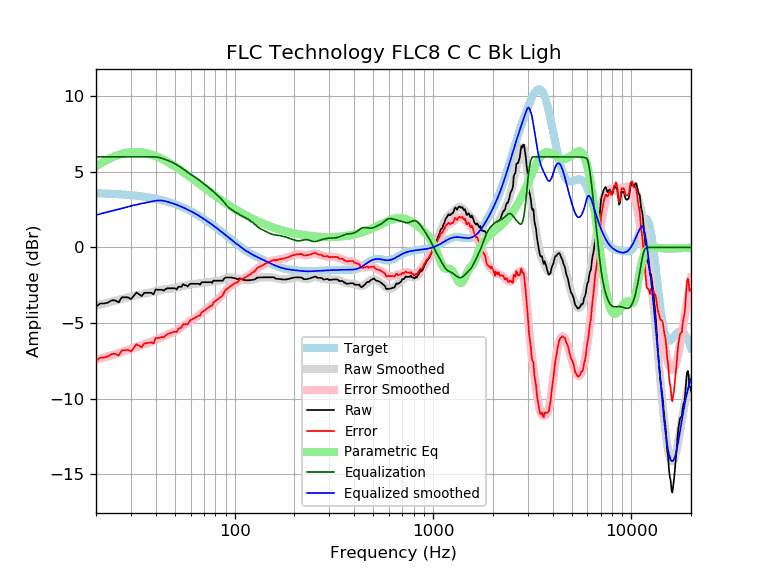 FLC Technology FLC8 C C Bk Ligh
10
5
0
−5
−10
−15
Amplitude (dBr)
Target
Raw Smoothed
Error Smoothed
Raw
Error
Parametric Eq
Equalization
Equalized smoothed
100
1000
10000
Frequency (Hz)